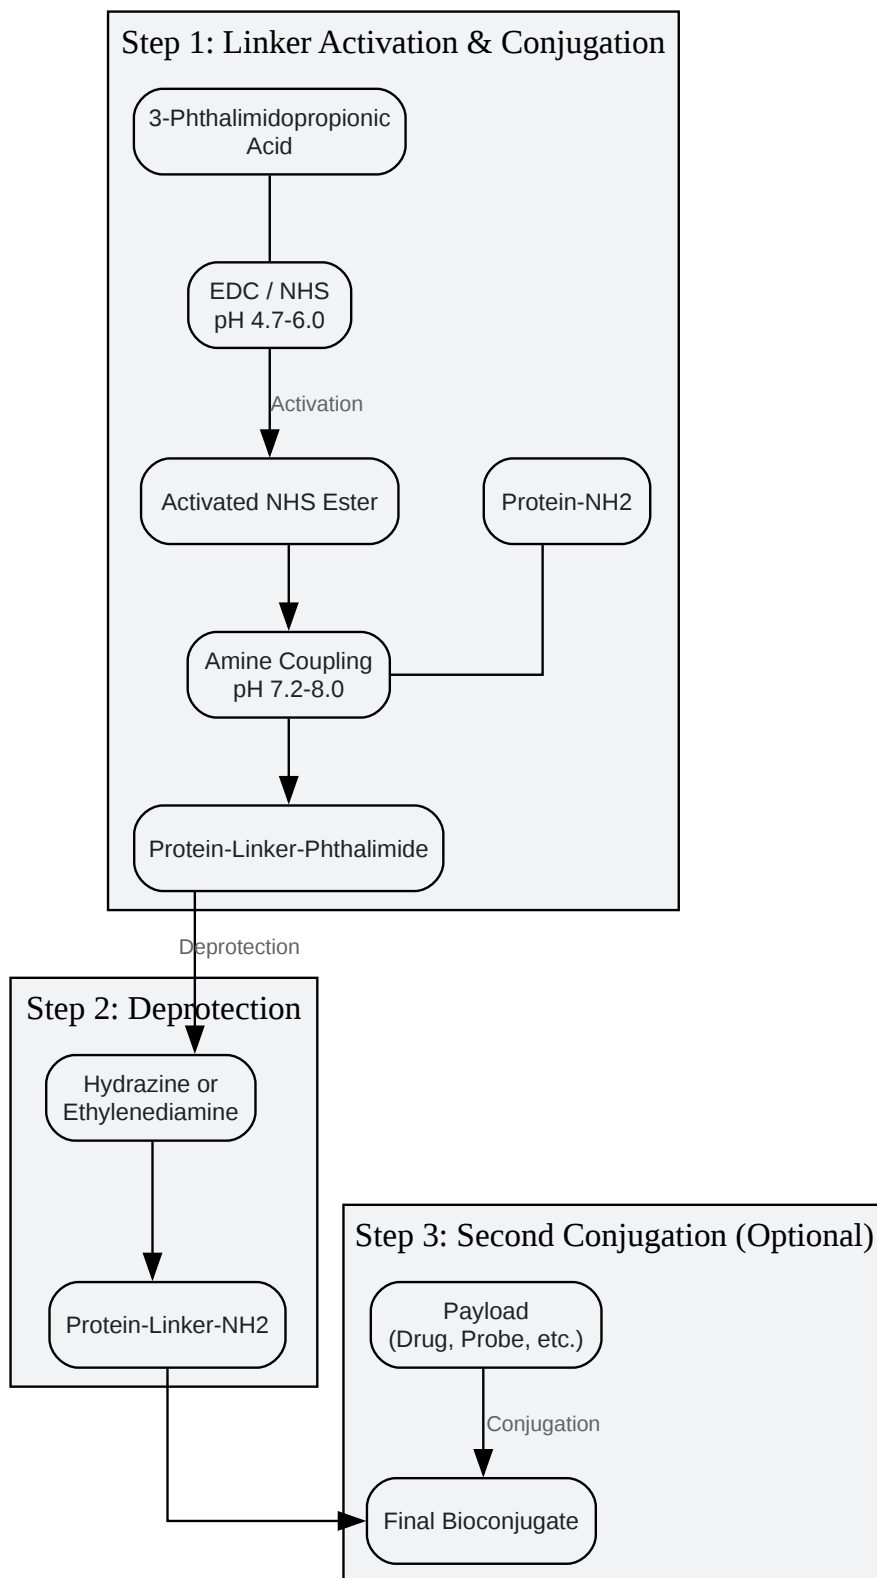 Step 1: Linker Activation & Conjugation
3-Phthalimidopropionic
Acid
EDC / NHS
pH 4.7-6.0
Activation
Activated NHS Ester
Protein-NH2
Amine Coupling
pH 7.2-8.0
Protein-Linker-Phthalimide
Deprotection
Step 2: Deprotection
Hydrazine or
Ethylenediamine
Protein-Linker-NH2
Step 3: Second Conjugation (Optional)
Payload
(Drug, Probe, etc.)
Conjugation
Final Bioconjugate